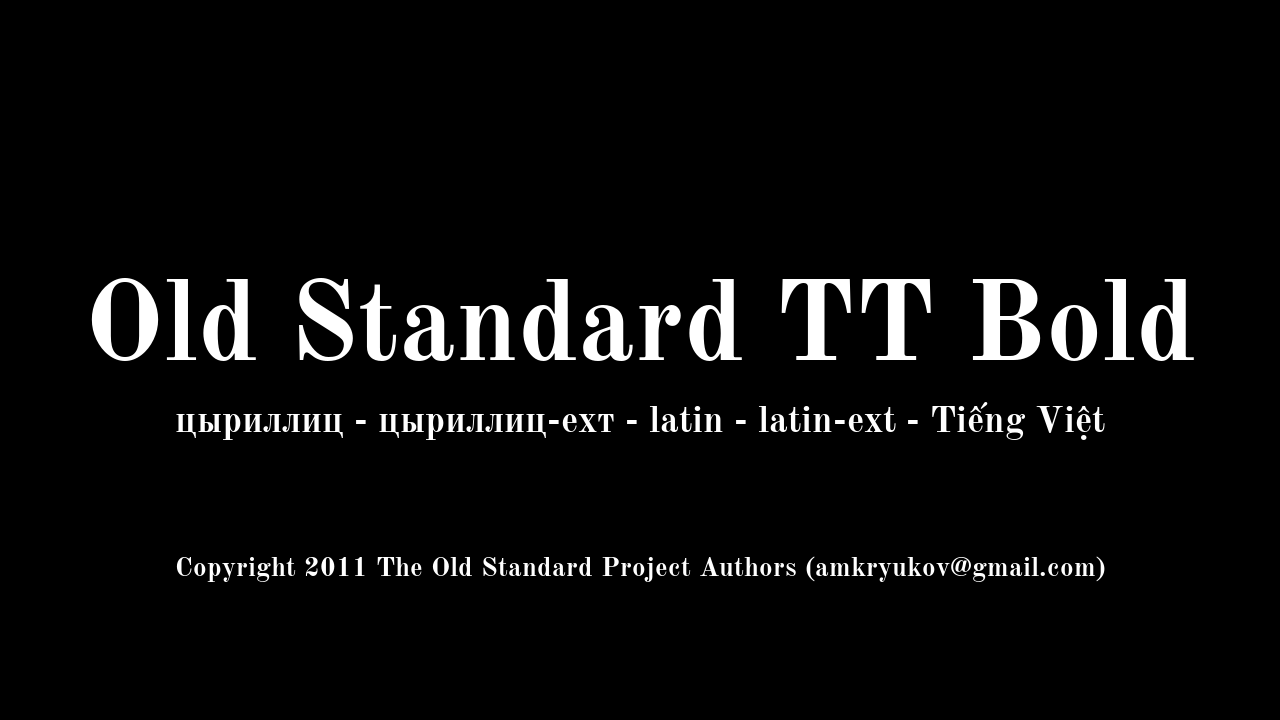 Old Standard TT Bold
цыриллиц - цыриллиц-ехт - latin - latin-ext - Tiếng Việt
Copyright 2011 The Old Standard Project Authors (amkryukov@gmail.com)